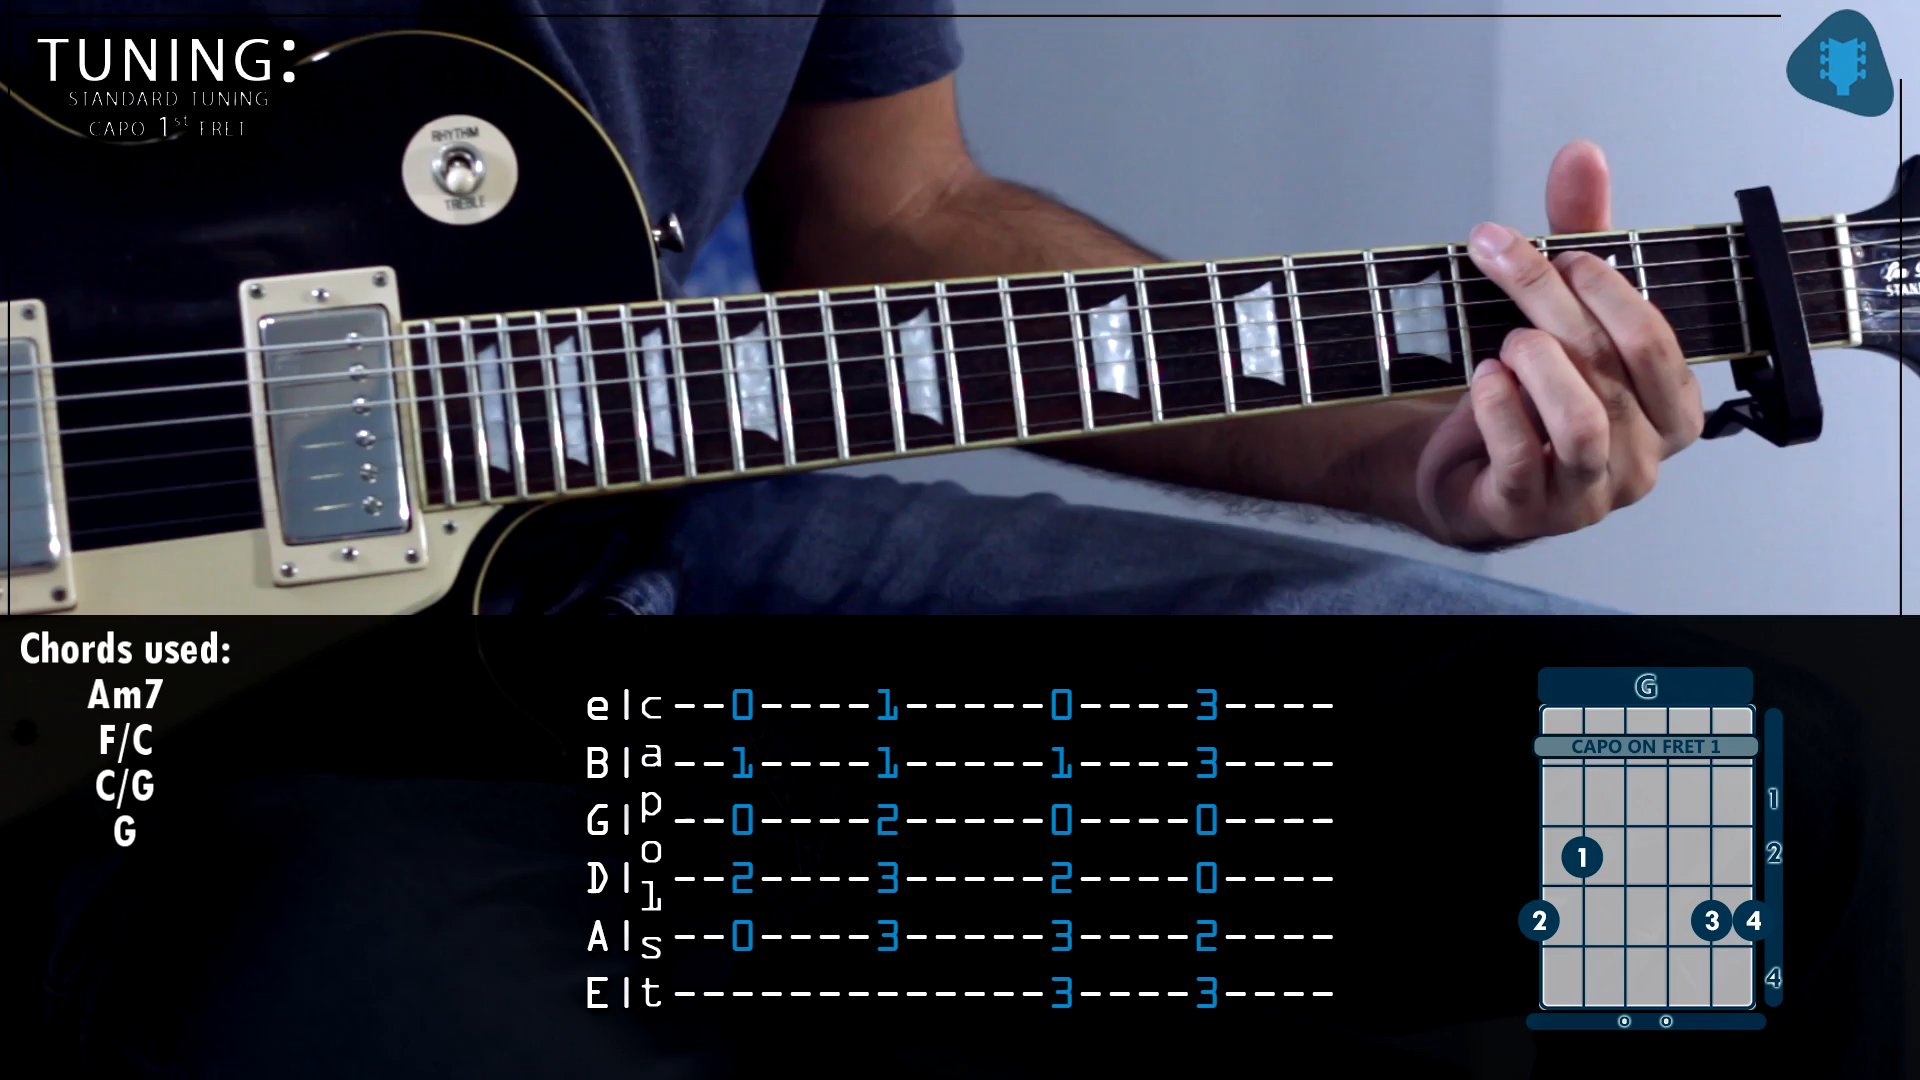 TUNING:
STANDARD TUNING
CAPO 1st FRET
RHYTHM
TREBLE
Chords used:
Am7
F/C
C/G
G
e|c--0----1-----0----3----
B|a--1----1-----1----3----
G|p--0----2-----0----0----
D|o--2----3-----2----0----
l
A|s--0----3-----3----2----
E|t-------------3----3----
G
CAPO ON FRET 1
1
1
2
2
3
4
4